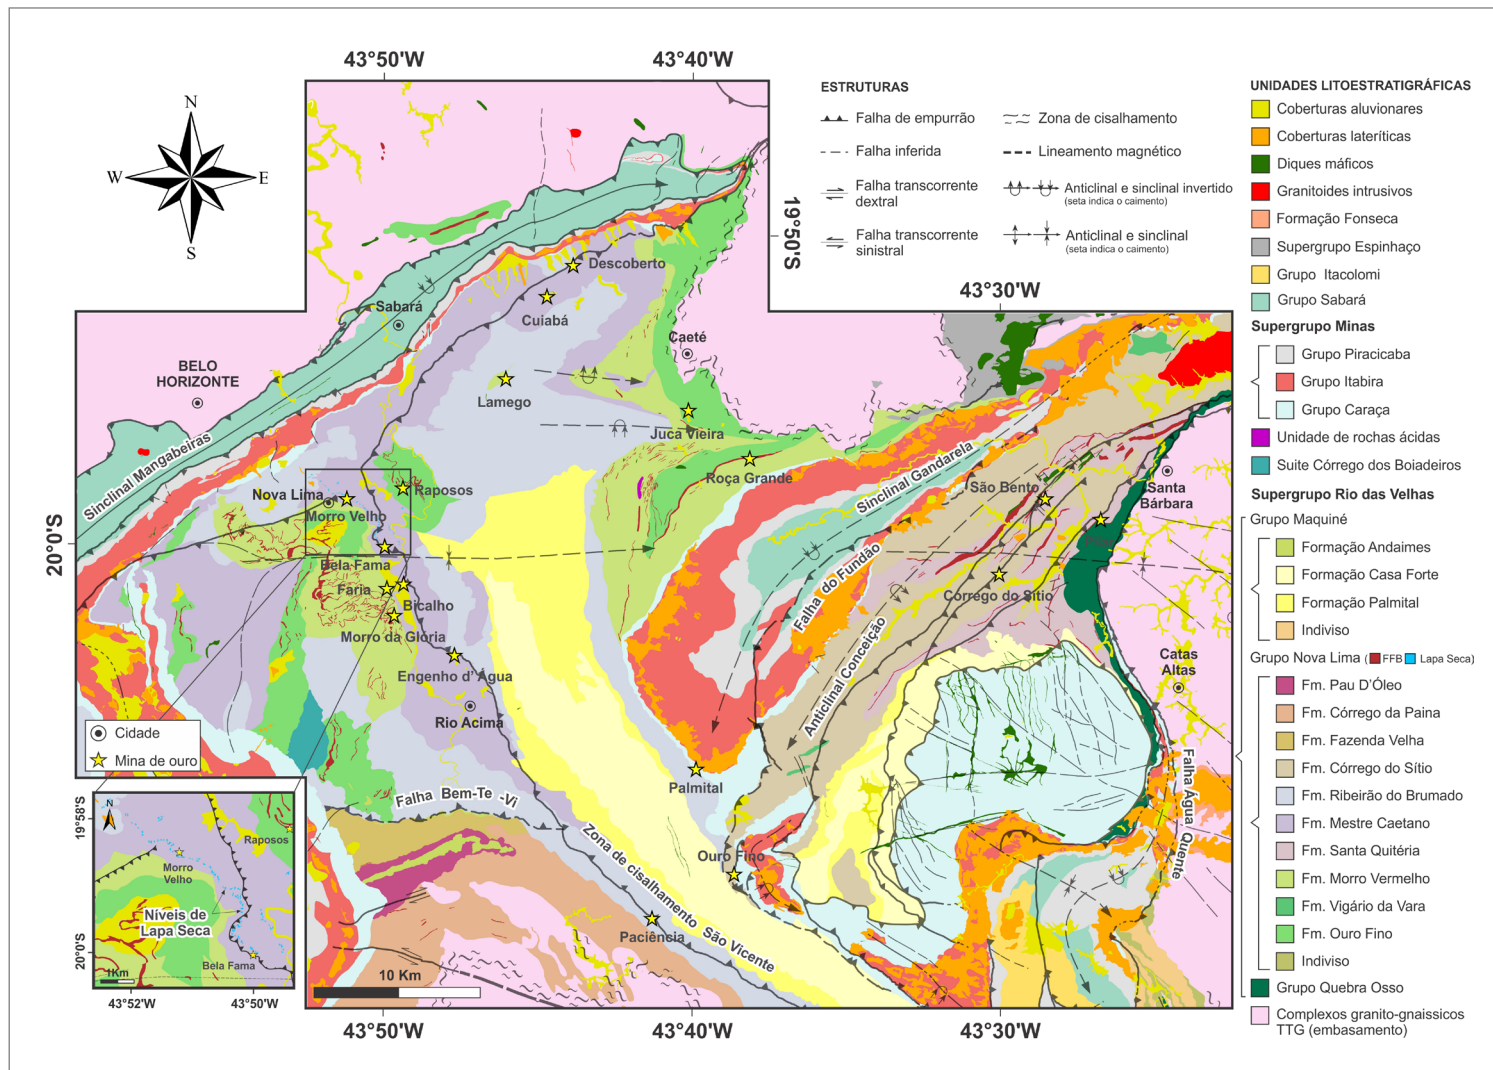 43°50'W
43°40'W
N
W
E
S
ESTRUTURAS
Falha de empurrão
Zona de cisalhamento
Falha inferida
Lineamento magnético
Falha transcorrente
dextral
Anticlinal e sinclinal invertido
(seta indica o caimento)
Falha transcorrente
sinistral
Anticlinal e sinclinal
(seta indica o caimento)
UNIDADES LITOESTRATIGRÁFICAS
Coberturas aluvionares
Coberturas lateríticas
Diques máficos
Granitoides intrusivos
Formação Fonseca
Supergrupo Espinhaço
Grupo Itacolomi
Grupo Sabará
Supergrupo Minas
Grupo Piracicaba
Grupo Itabira
Grupo Caraça
Unidade de rochas ácidas
Suite Córrego dos Boiadeiros
Supergrupo Rio das Velhas
Grupo Maquiné
Formação Andaimes
Formação Casa Forte
Formação Palmital
Indiviso
Grupo Nova Lima ( FFB Lapa Seca)
Fm. Pau D'Óleo
Fm. Córrego da Paina
Fm. Fazenda Velha
Fm. Córrego do Sítio
Fm. Ribeirão do Brumado
Fm. Mestre Caetano
Fm. Santa Quitéria
Fm. Morro Vermelho
Fm. Vigário da Vara
Fm. Ouro Fino
Indiviso
Grupo Quebra Osso
Complexos granito-gnaissicos
TTG (embasamento)
19°50'S
43°30'W
Descoberto
Cuiabá
Sabará
Caeté
BELO
HORIZONTE
Lamego
Juca Vieira
Sinclinal Mangabeiras
Roça Grande
Sinclinal Gandarela
São Bento
Santa
Bárbara
Nova Lima
Raposos
Morro Velho
20°0'S
Bela Fama
Faria
Bicalho
Morro da Glória
Falha do Fundão
Córrego do Sítio
Anticlinal Conceição
Catas
Altas
Engenho d'Água
Rio Acima
Cidade
Mina de ouro
Palmital
Falha Bem-Te -Vi
Falha Água Quente
Zona de cisalhamento São Vicente
Ouro Fino
Paciência
10 Km
19°58'S
20°0'S
N
Raposos
Morro
Velho
Níveis de
Lapa Seca
Bela Fama
1Km
43°52'W
43°50'W
43°50'W
43°40'W
43°30'W